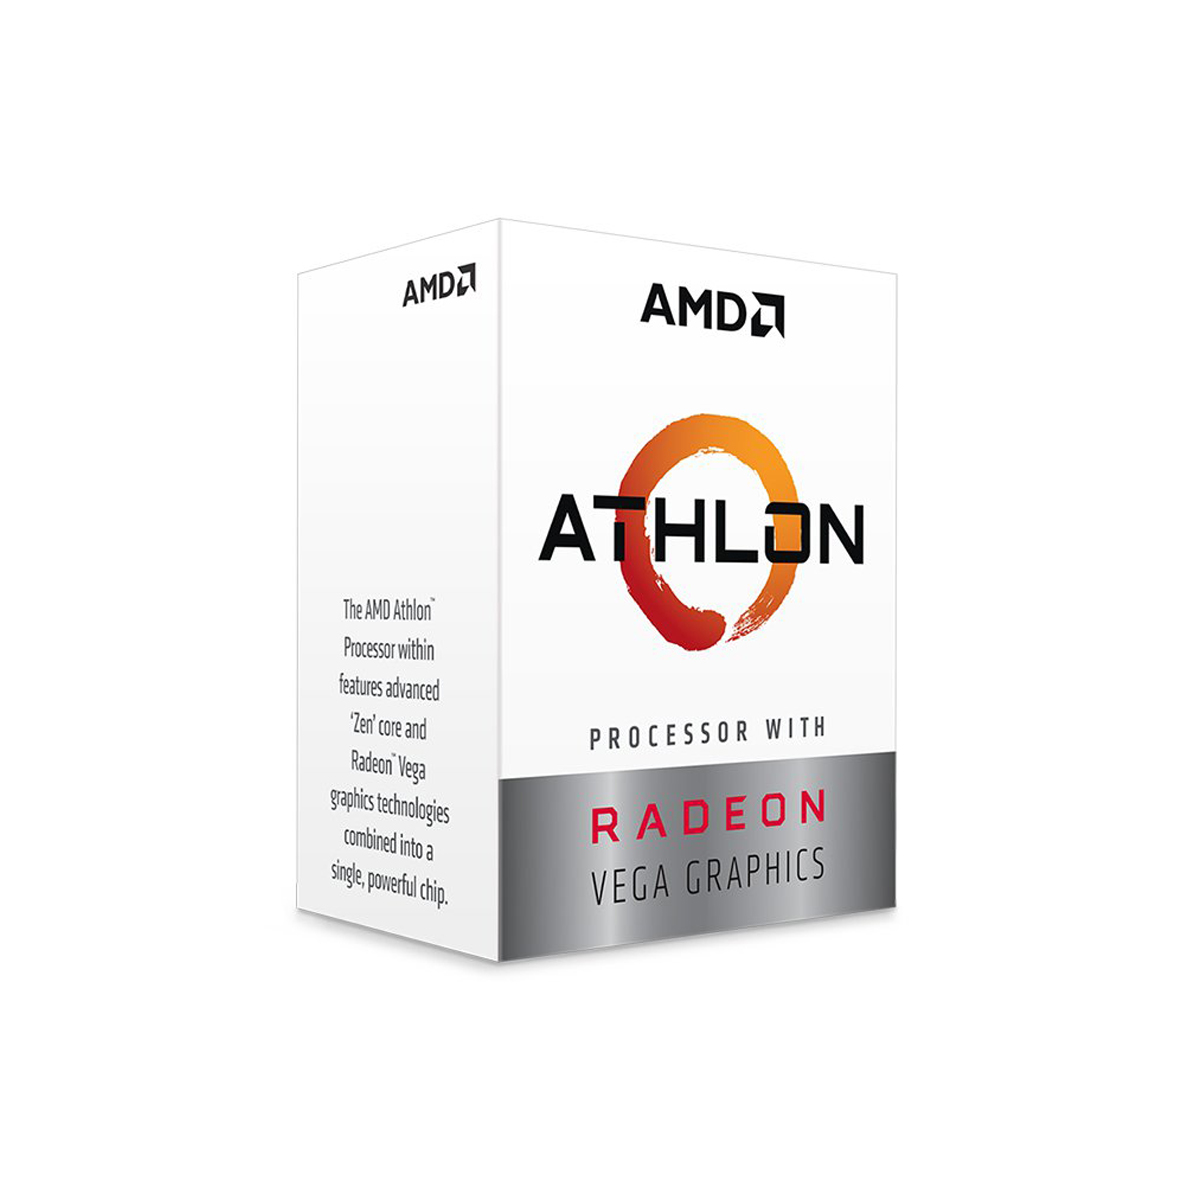 AMD
The AMD Athlon™
Processor within
features advanced
‘Zen’ core and
Radeon™ Vega
graphics technologies
combined into a
single, powerful chip.
AMD
ATHLON
PROCESSOR WITH
RADEON
VEGA GRAPHICS